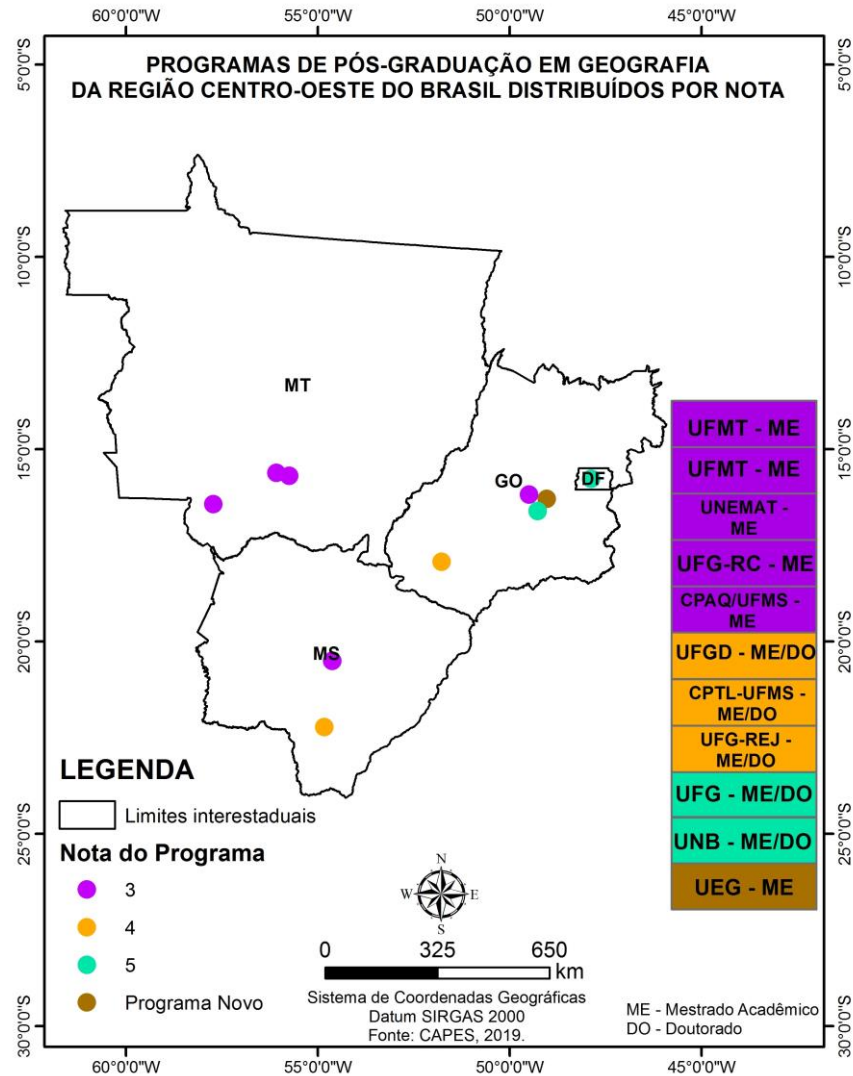 60°0'0"O 55°0'0"O 50°0'0"O 45°0'0"O
PROGRAMAS DE PÓS-GRADUAÇÃO EM GEOGRAFIA
DA REGIÃO CENTRO-OESTE DO BRASIL DISTRIBUÍDOS POR NOTA
5°0'0"S 5°0'0"S
10°0'0"S 10°0'0"S
MT
15°0'0"S 15°0'0"S
GO
DF
20°0'0"S 20°0'0"S
MS
25°0'0"S 25°0'0"S
30°0'0"S 30°0'0"S
UFMT - ME
UFMT - ME
UNEMAT -
ME
UFG-RC - ME
CPAQ/UFMS -
ME
UFGD - ME/DO
CPTL-UFMS -
ME/DO
UFG-REJ -
ME/DO
UFG - ME/DO
UNB - ME/DO
UEG - ME
LEGENDA
Limites interestaduais
Nota do Programa
3
4
5
Programa Novo
N
W E
S
0 325 650
km
Sistema de Coordenadas Geográficas
Datum SIRGAS 2000
Fonte: CAPES, 2019.
ME - Mestrado Acadêmico
DO - Doutorado
60°0'0"O 55°0'0"O 50°0'0"O 45°0'0"O